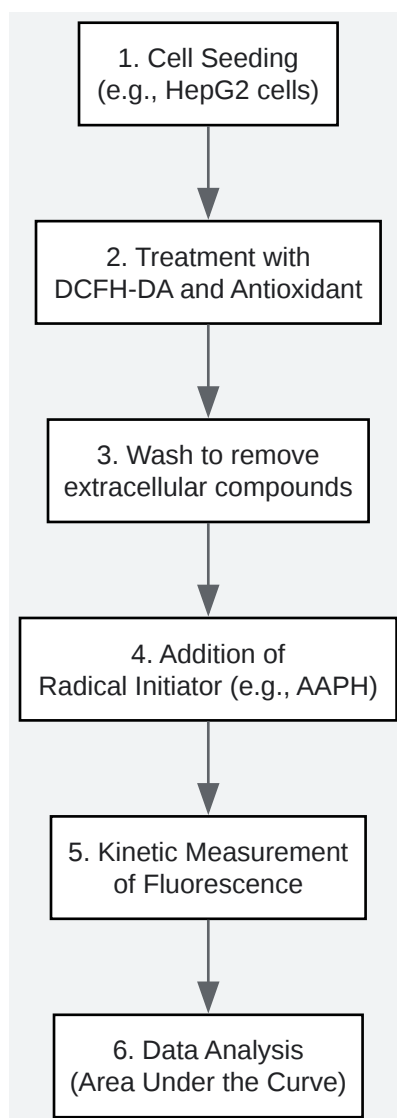 1. Cell Seeding
(e.g., HepG2 cells)
2. Treatment with
DCFH-DA and Antioxidant
3. Wash to remove
extracellular compounds
4. Addition of
Radical Initiator (e.g., AAPH)
5. Kinetic Measurement
of Fluorescence
6. Data Analysis
(Area Under the Curve)